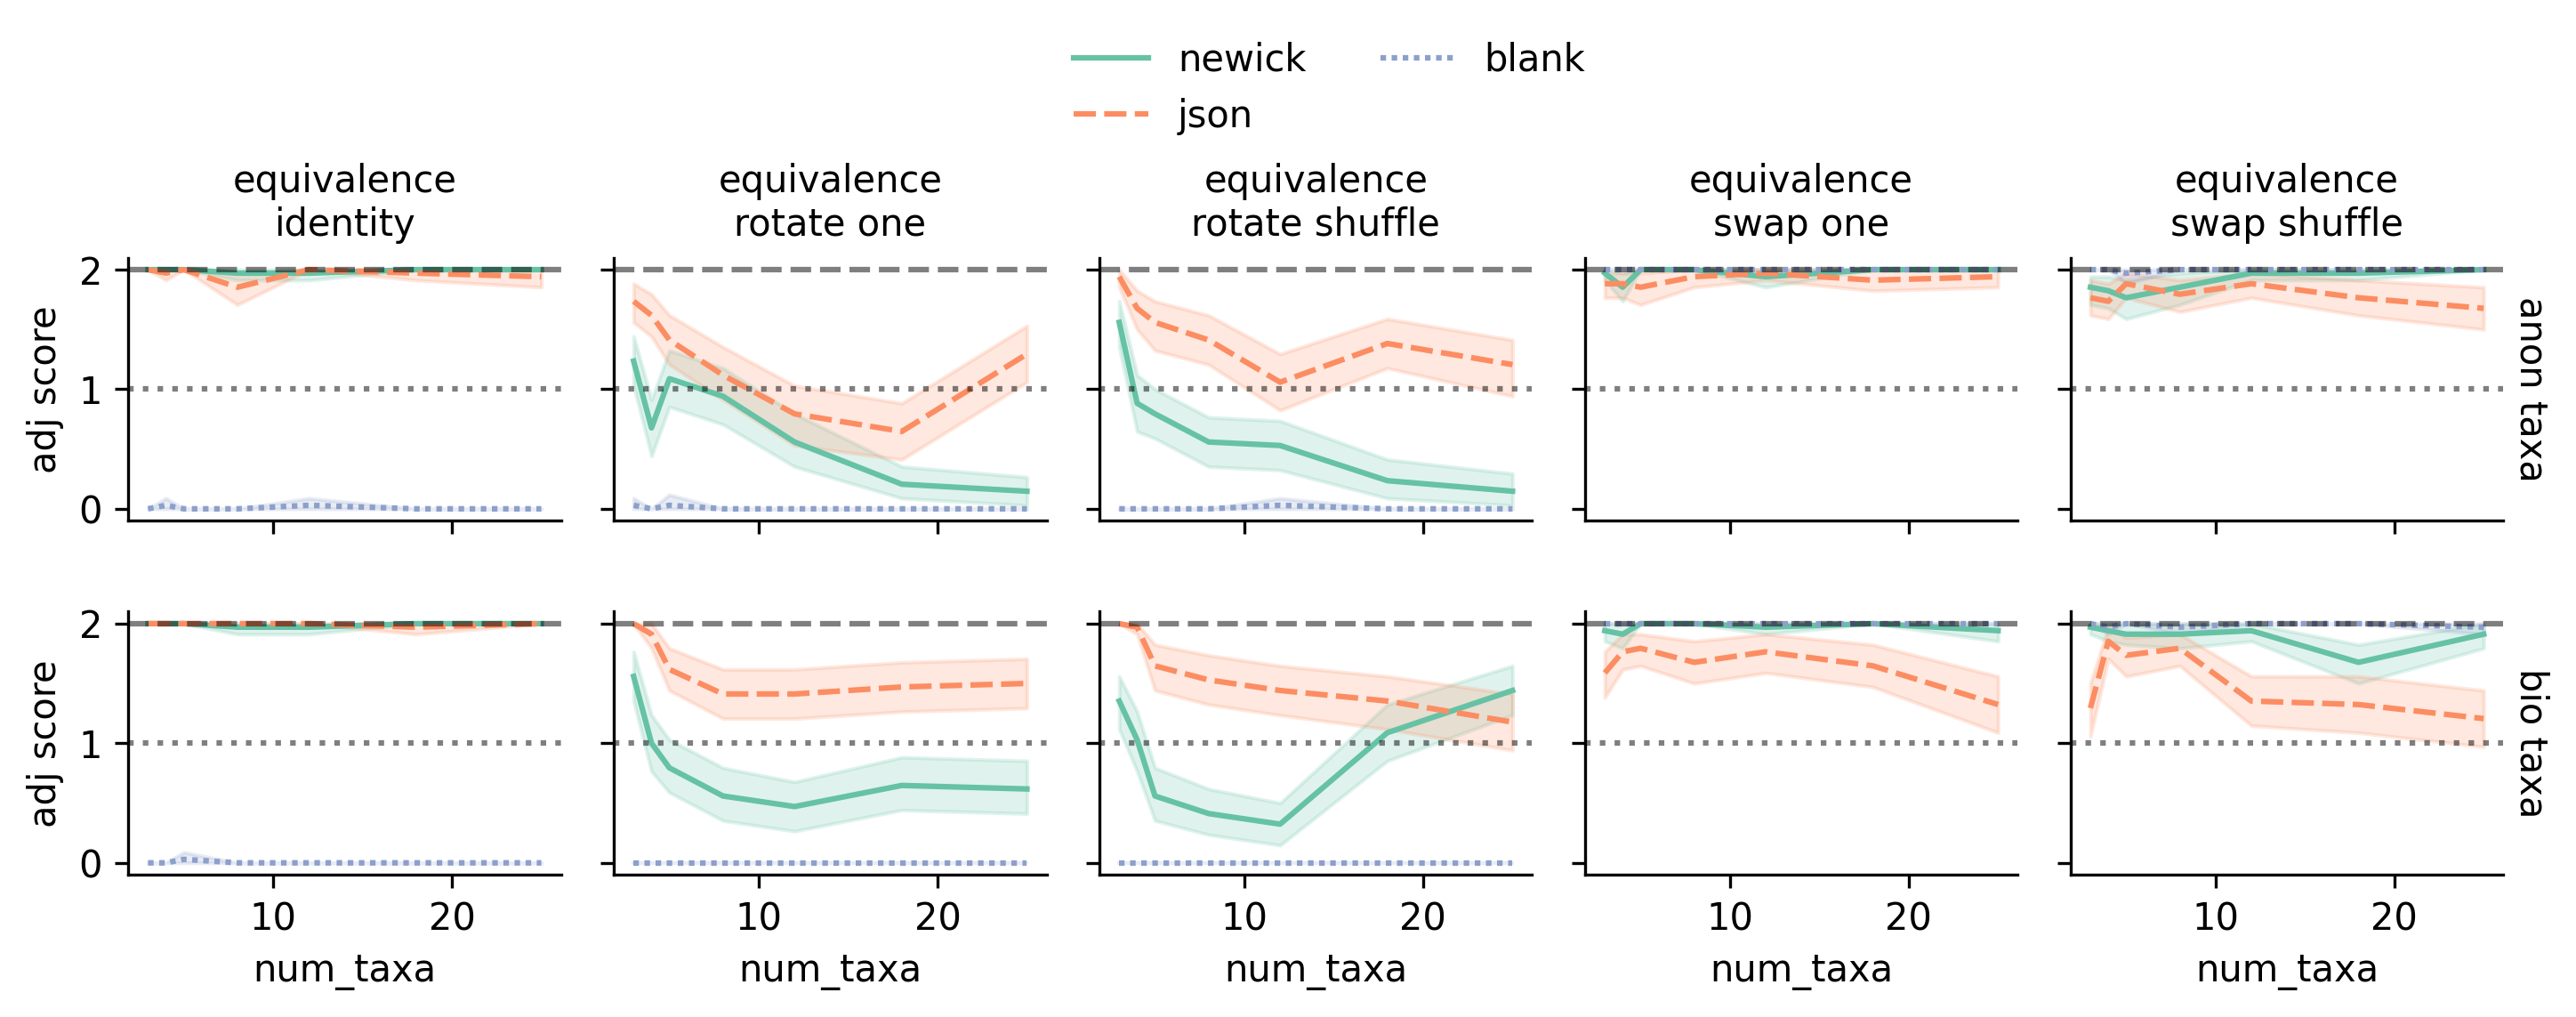 newick
blank
json
equivalence
identity
equivalence
rotate one
equivalence
rotate shuffle
equivalence
swap one
equivalence
swap shuffle
2
1
0
adj score
anon taxa
2
1
0
adj score
bio taxa
10 20
10 20
10 20
10 20
10 20
num_taxa
num_taxa
num_taxa
num_taxa
num_taxa